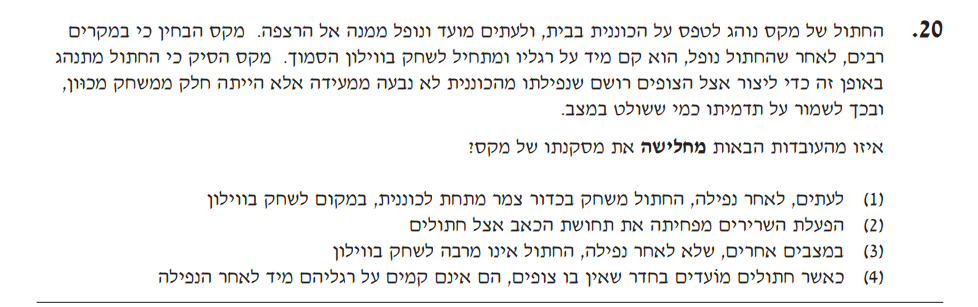 20. החתול של מקס נוהג לטפס על הכוננית בבית, ולעתים מועד ונופל ממנה אל הרצפה. מקס הבחין כי במקרים
רבים, לאחר שהחתול נופל, הוא קם מיד על רגליו ומתחיל לשחק בווילון הסמוך. מקס הסיק כי החתול מתנהג
באופן זה כדי ליצור אצל הצופים רושם שנפילתו מהכוננית לא נבעה ממעידה אלא הייתה חלק ממשחק מכוּון,
ובכך לשמור על תדמיתו כמי ששולט במצב.
איזו מהעובדות הבאות מחלישה את מסקנתו של מקס?
(1) לעתים, לאחר נפילה, החתול משחק בכדור צמר מתחת לכוננית, במקום לשחק בווילון
(2) הפעלת השרירים מפחיתה את תחושת הכאב אצל חתולים
(3) במצבים אחרים, שלא לאחר נפילה, החתול אינו מרבה לשחק בווילון
(4) כאשר חתולים מוֹעדים בחדר שאין בו צופים, הם אינם קמים על רגליהם מיד לאחר הנפילה